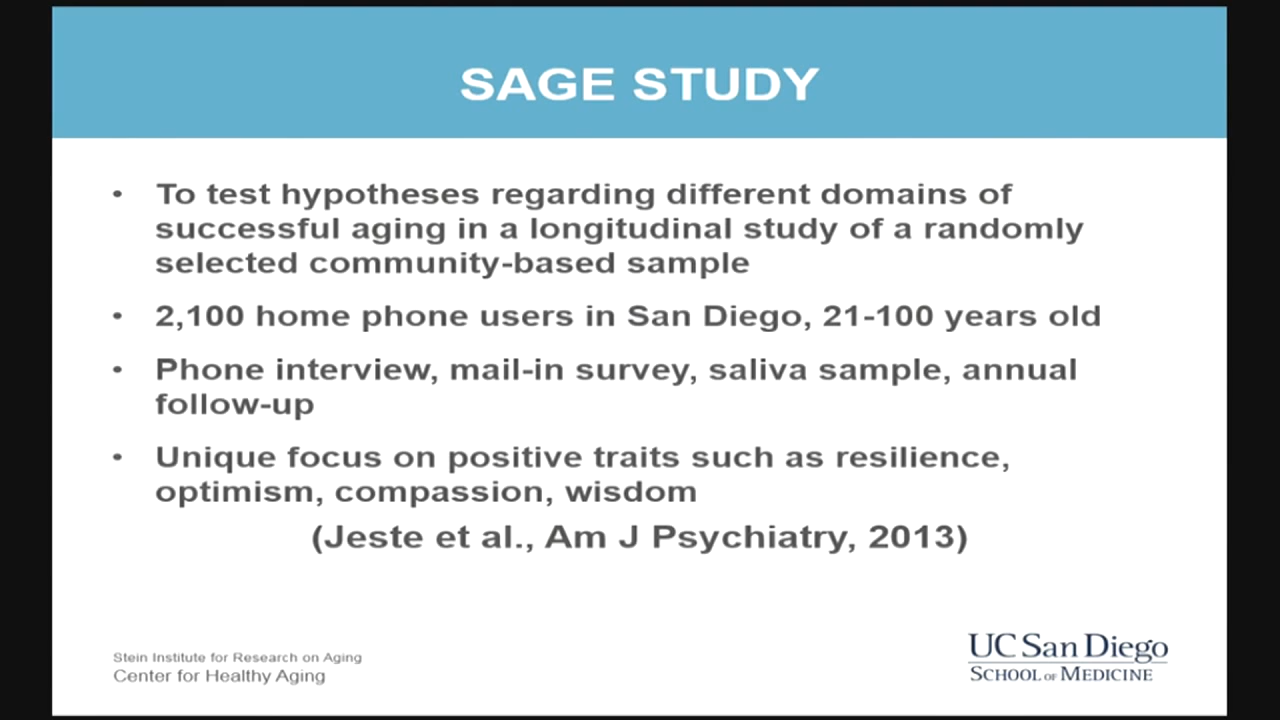 SAGE STUDY
• To test hypotheses regarding different domains of
successful aging in a longitudinal study of a randomly
selected community-based sample
• 2,100 home phone users in San Diego, 21-100 years old
• Phone interview, mail-in survey, saliva sample, annual
follow-up
• Unique focus on positive traits such as resilience,
optimism, compassion, wisdom
(Jeste et al., Am J Psychiatry, 2013)
Stein Institute for Research on Aging
Center for Healthy Aging
UC San Diego
SCHOOL OF MEDICINE